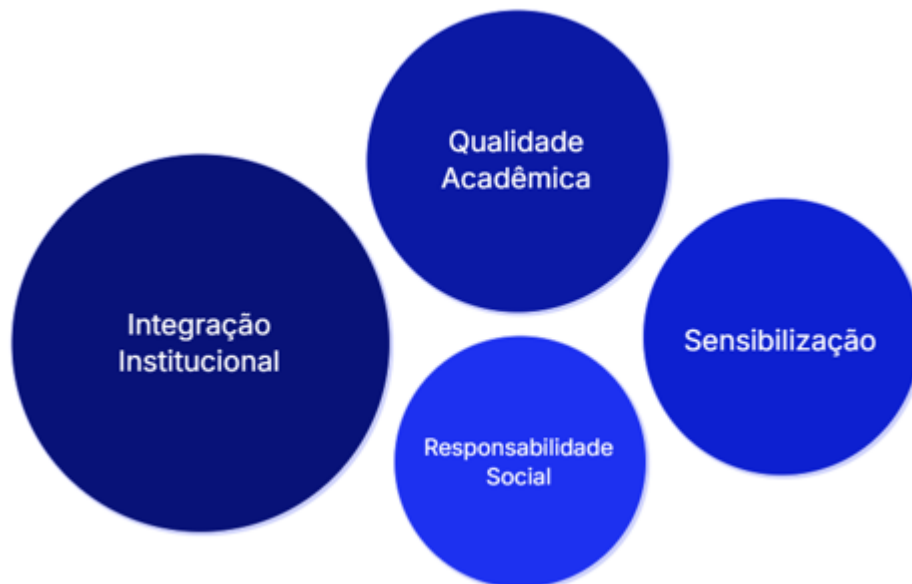 Qualidade
Acadêmica
Integração
Institucional
Sensibilização
Responsabilidade
Social